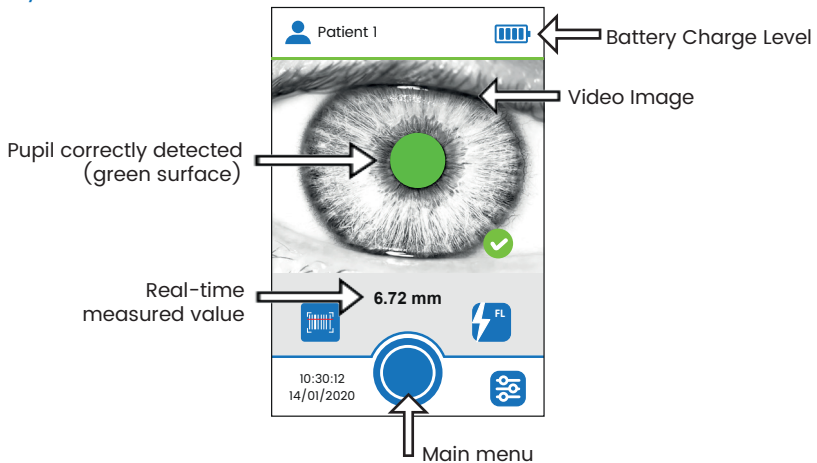 Patient 1
Battery Charge Level
Video Image
Pupil correctly detected
(green surface)
Real-time
measured value
6.72 mm
FL
10:30:12
14/01/2020
Main menu